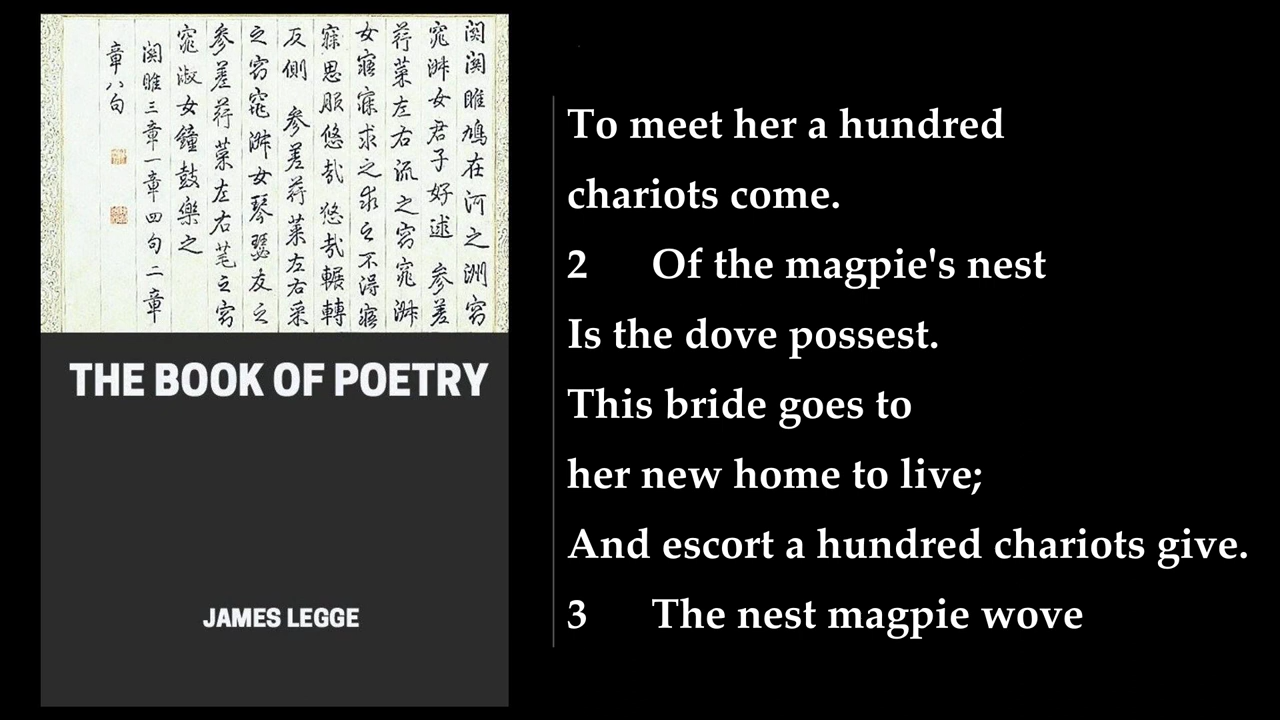 關關雎鳩在河之洲窈
窕淑女君子好逑 參差
荇菜左右流之窈窕淑
女寤寐求之求之不得寤
寐思服悠哉悠哉輾轉
反側 參差荇菜左右采
之窈窕淑女琴瑟友之
參差荇菜左右芼之窈
窕淑女鐘鼓樂之
關雎三章一章四句二章
章八句
THE BOOK OF POETRY
JAMES LEGGE
To meet her a hundred
chariots come.
2 Of the magpie's nest
Is the dove possest.
This bride goes to
her new home to live;
And escort a hundred chariots give.
3 The nest magpie wove